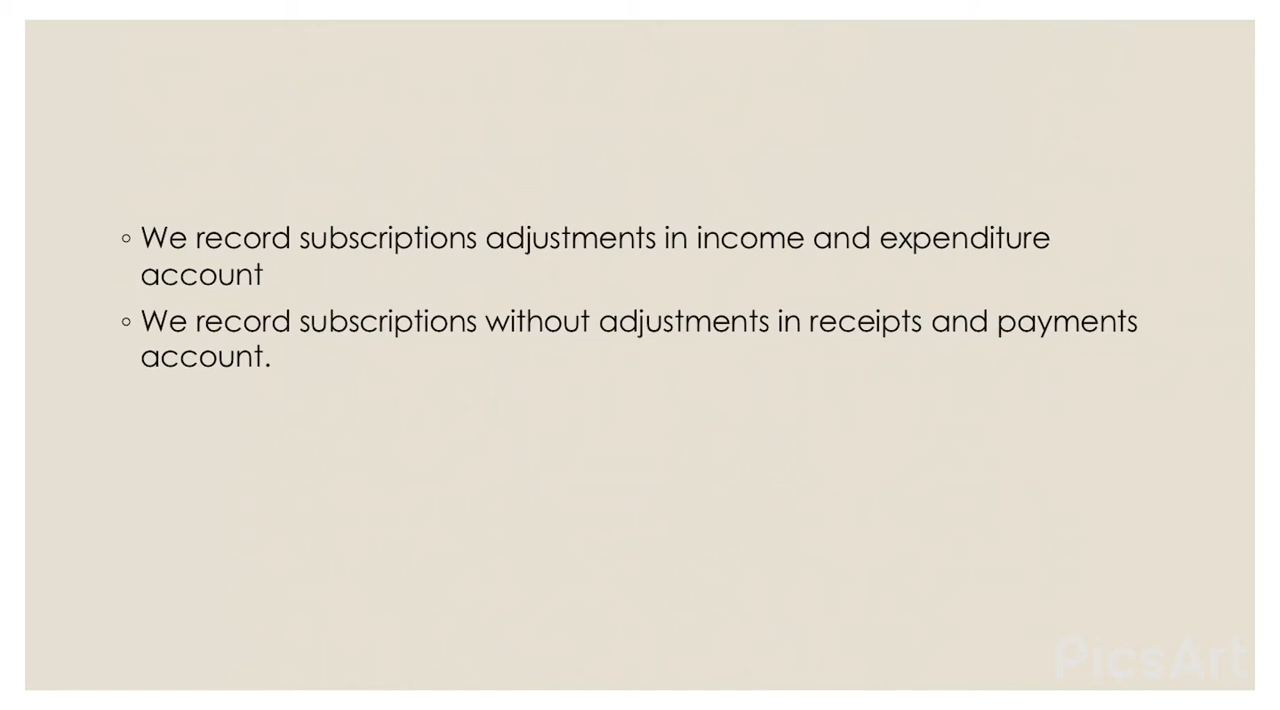 ◦ We record subscriptions adjustments in income and expenditure
account
◦ We record subscriptions without adjustments in receipts and payments
account.
PicsArt